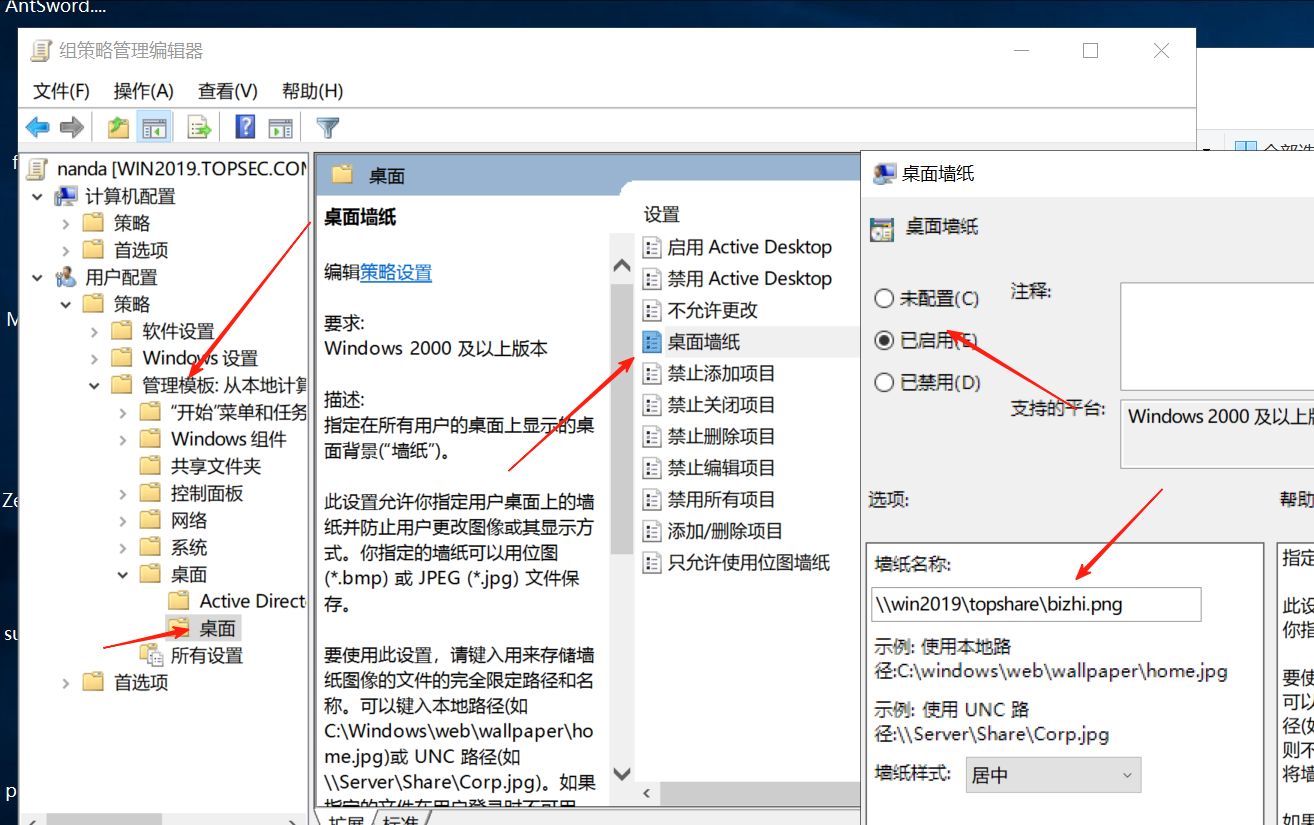 AntSword....
组策略管理编辑器
文件(F) 操作(A) 查看(V) 帮助(H)
nanda [WIN2019.TOPSEC.COM
计算机配置
策略
首选项
用户配置
策略
软件设置
Windows 设置
管理模板: 从本地计算
“开始”菜单和任务
Windows 组件
共享文件夹
控制面板
网络
系统
桌面
Active Direct
桌面
所有设置
首选项
桌面
桌面墙纸
编辑策略设置
要求:
Windows 2000 及以上版本
描述:
指定在所有用户的桌面上显示的桌
面背景(“墙纸”)。
此设置允许你指定用户桌面上的墙
纸并防止用户更改图像或其显示方
式。你指定的墙纸可以用位图
(*.bmp) 或 JPEG (*.jpg) 文件保
存。
要使用此设置，请键入用来存储墙
纸图像的文件的完全限定路径和名
称。可以键入本地路径(如
C:\Windows\web\wallpaper\ho
me.jpg)或 UNC 路径(如
\\Server\Share\Corp.jpg)。如果
指定的文件在用户登录时不可用
扩展 标准
设置
启用 Active Desktop
禁用 Active Desktop
不允许更改
桌面墙纸
禁止添加项目
禁止关闭项目
禁止删除项目
禁止编辑项目
禁用所有项目
添加/删除项目
只允许使用位图墙纸
全部选
桌面墙纸
桌面墙纸
未配置(C) 注释:
已启用(E)
已禁用(D)
支持的平台:
Windows 2000 及以上版
选项:
帮助
墙纸名称:
\\win2019\topshare\bizhi.png
示例: 使用本地路
径:C:\windows\web\wallpaper\home.jpg
示例: 使用 UNC 路
径:\\Server\Share\Corp.jpg
墙纸样式: 居中
指定
此设
你指
要使
可以
径(如
则不
将墙
如果